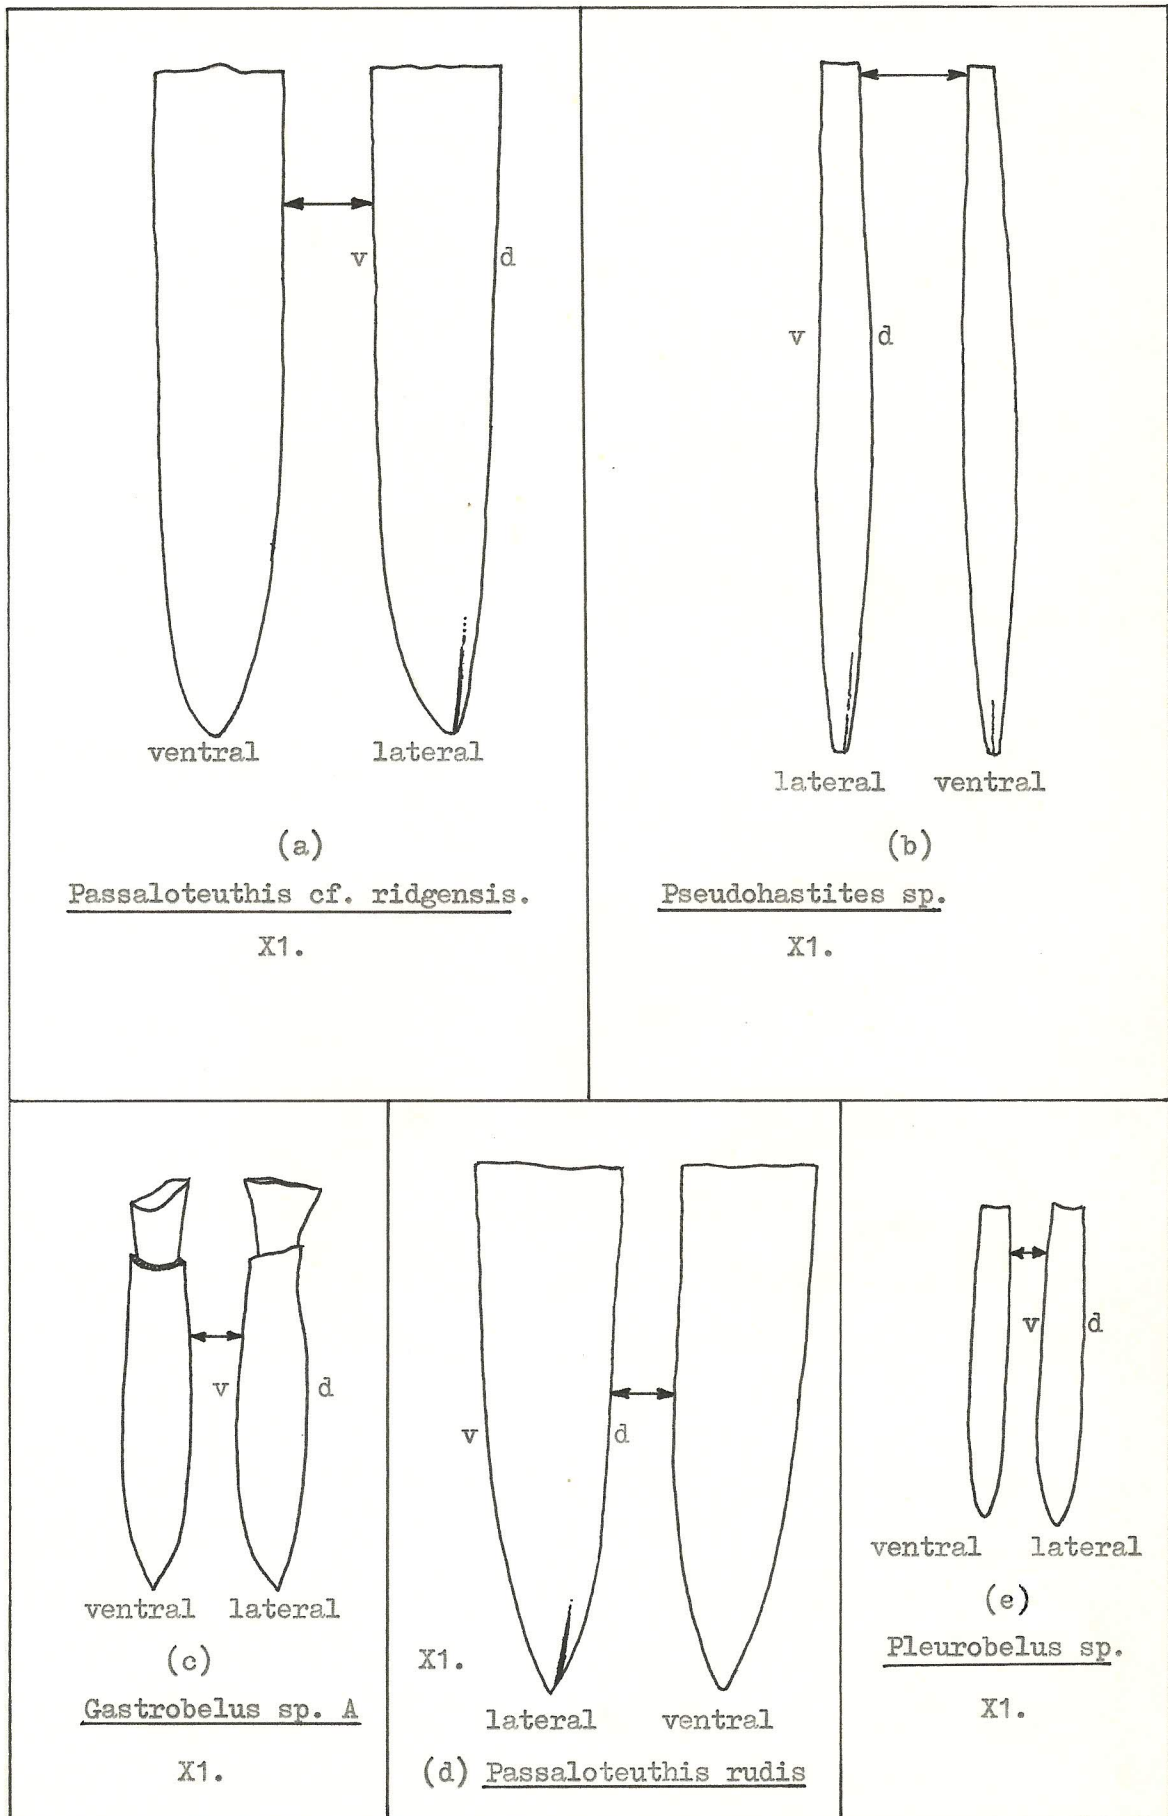 v d
ventral lateral
(a)
Passaloteuthis cf. ridgensis.
X1.
v d
lateral ventral
(b)
Pseudohastites sp.
X1.
v d
ventral lateral
(c)
Gastrobelus sp. A
X1.
v d
X1.
lateral ventral
(d) Passaloteuthis rudis
v d
ventral lateral
(e)
Pleurobelus sp.
X1.